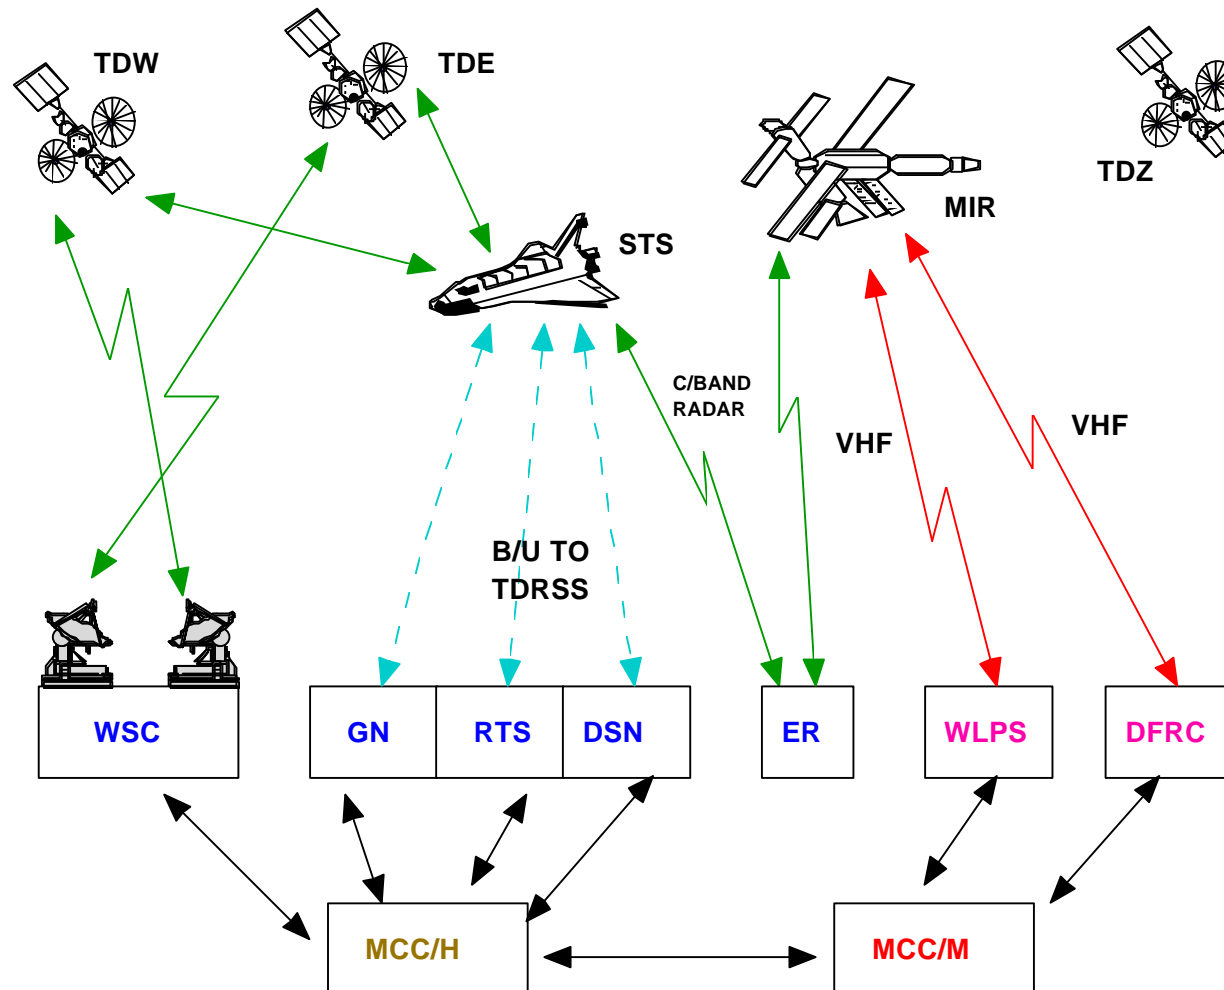 TDW
TDE
TDZ
MIR
STS
C/BAND
RADAR
VHF
VHF
B/U TO
TDRSS
WSC
GN
RTS
DSN
ER
WLPS
DFRC
MCC/H
MCC/M